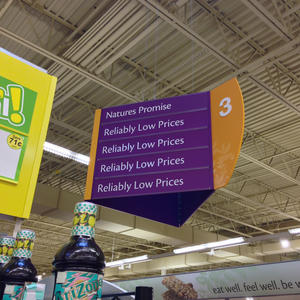 Natures Promise
3
Reliably Low Prices
Reliably Low Prices
Reliably Low Prices
Reliably Low Prices
71¢
ARIZONA
eat well. feel well. be w